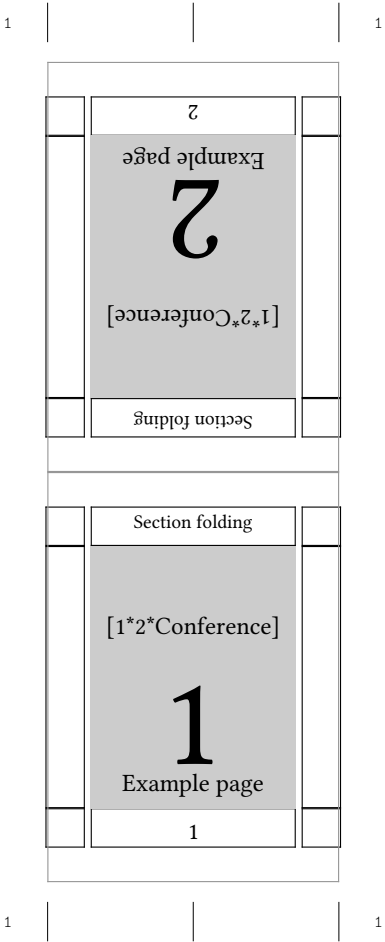 1 1
2
Example page
2
[1*2*Conference]
Section folding
Section folding
[1*2*Conference]
1
Example page
1
1 1